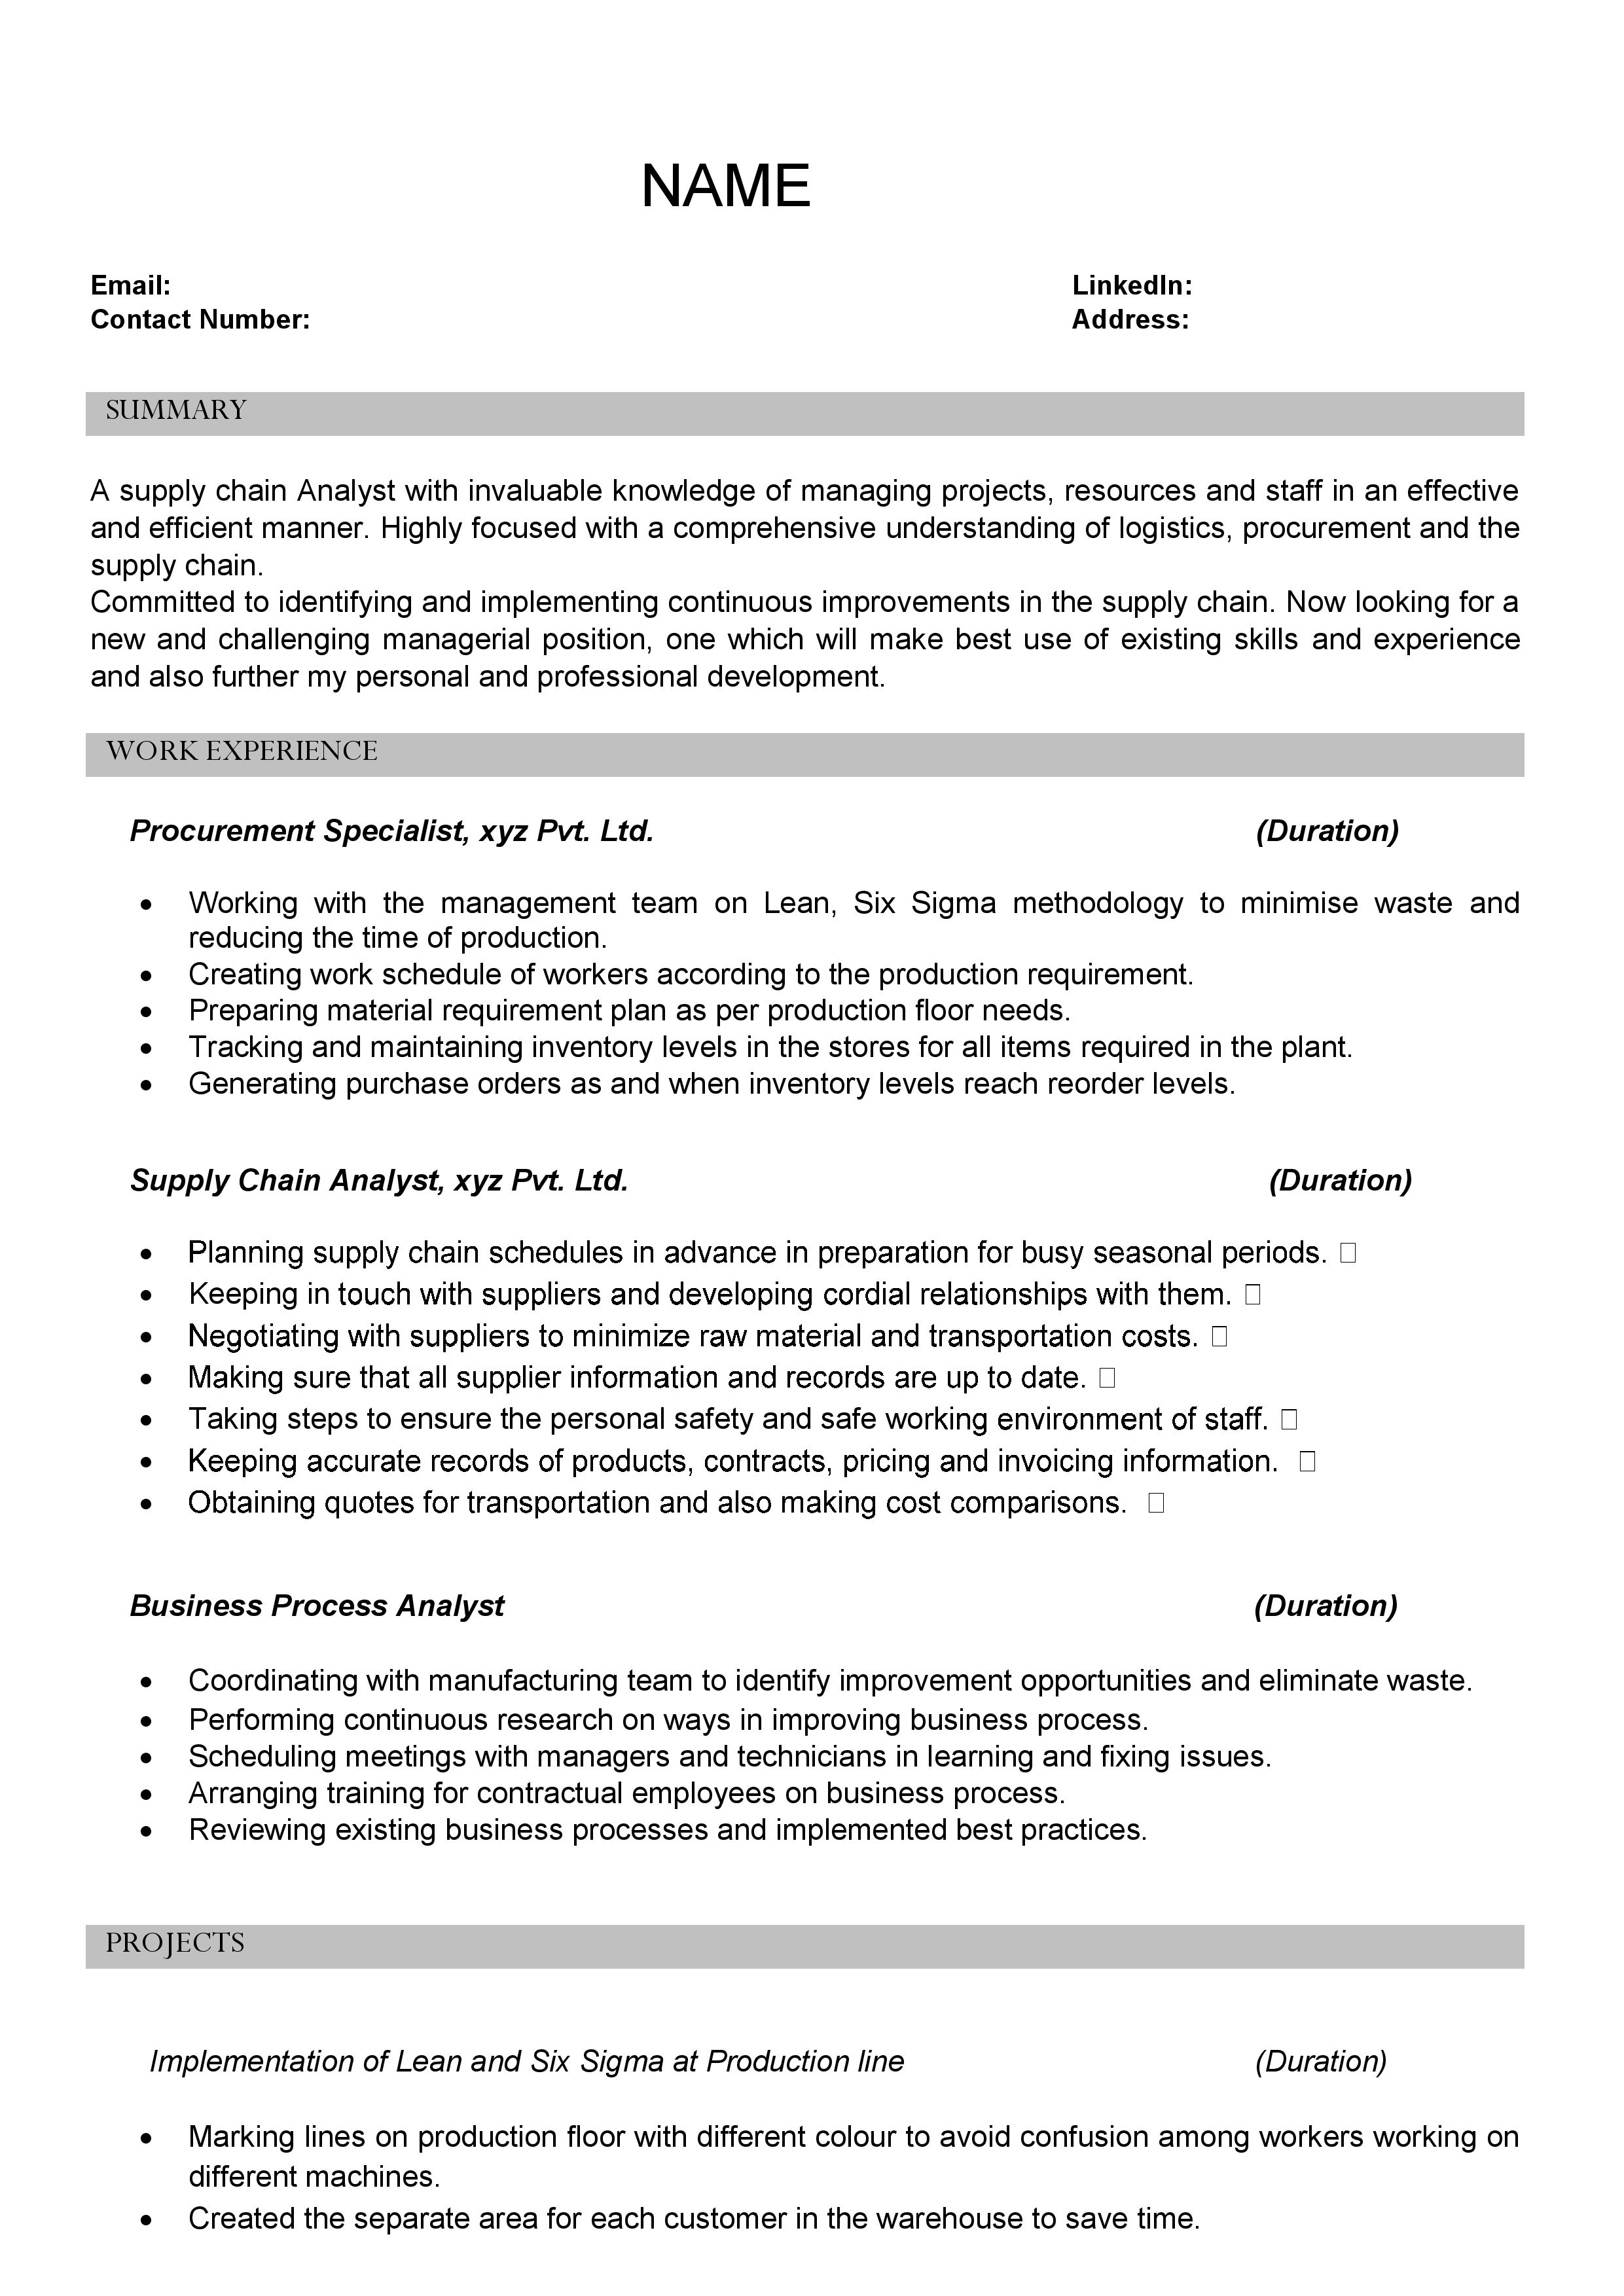 NAME
Email: LinkedIn:
Contact Number: Address:
SUMMARY
A supply chain Analyst with invaluable knowledge of managing projects, resources and staff in an effective
and efficient manner. Highly focused with a comprehensive understanding of logistics, procurement and the
supply chain.
Committed to identifying and implementing continuous improvements in the supply chain. Now looking for a
new and challenging managerial position, one which will make best use of existing skills and experience
and also further my personal and professional development.
WORK EXPERIENCE
Procurement Specialist, xyz Pvt. Ltd. (Duration)
• Working with the management team on Lean, Six Sigma methodology to minimise waste and
reducing the time of production.
• Creating work schedule of workers according to the production requirement.
• Preparing material requirement plan as per production floor needs.
• Tracking and maintaining inventory levels in the stores for all items required in the plant.
• Generating purchase orders as and when inventory levels reach reorder levels.
Supply Chain Analyst, xyz Pvt. Ltd. (Duration)
• Planning supply chain schedules in advance in preparation for busy seasonal periods. 
• Keeping in touch with suppliers and developing cordial relationships with them. 
• Negotiating with suppliers to minimize raw material and transportation costs. 
• Making sure that all supplier information and records are up to date. 
• Taking steps to ensure the personal safety and safe working environment of staff. 
• Keeping accurate records of products, contracts, pricing and invoicing information. 
• Obtaining quotes for transportation and also making cost comparisons. 
Business Process Analyst (Duration)
• Coordinating with manufacturing team to identify improvement opportunities and eliminate waste.
• Performing continuous research on ways in improving business process.
• Scheduling meetings with managers and technicians in learning and fixing issues.
• Arranging training for contractual employees on business process.
• Reviewing existing business processes and implemented best practices.
PROJECTS
Implementation of Lean and Six Sigma at Production line (Duration)
• Marking lines on production floor with different colour to avoid confusion among workers working on
different machines.
• Created the separate area for each customer in the warehouse to save time.